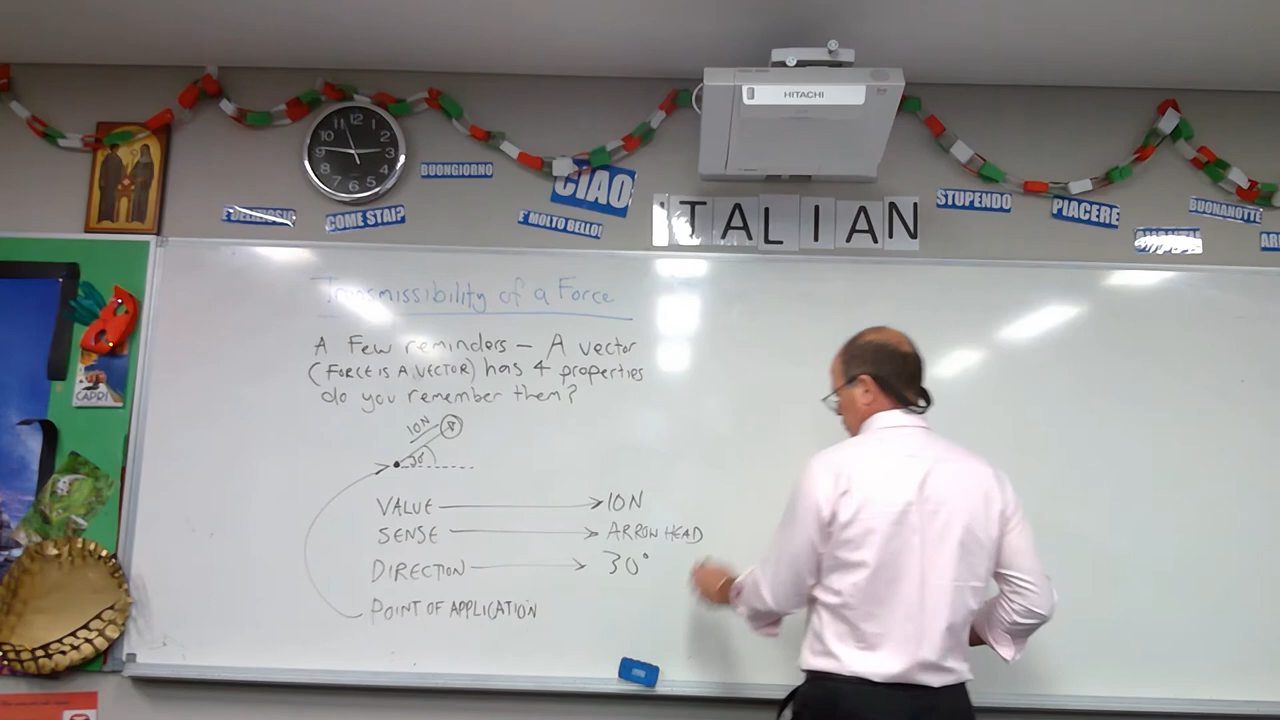 HITACHI
12
BUONGIORNO
CIAO
COME STAI?
È MOLTO BELLO!
ITALIAN
STUPENDO
PIACERE
BUONANOTTE
CAPRI
Transmissibility of a Force
A Few reminders – A vector
(FORCE IS A VECTOR) has 4 properties
do you remember them?
10N
30°
VALUE → 10N
SENSE → ARROW HEAD
DIRECTION → 30°
POINT OF APPLICATION